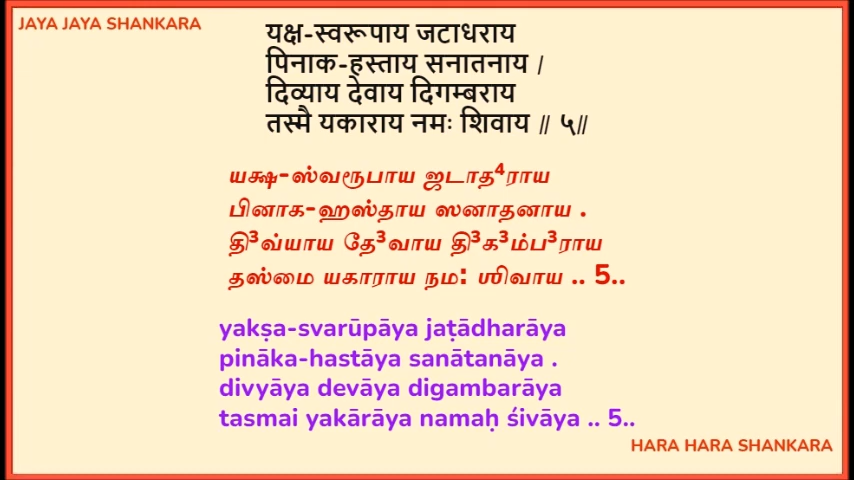 JAYA JAYA SHANKARA
यक्ष-स्वरूपाय जटाधराय
पिनाक-हस्ताय सनातनाय /
दिव्याय देवाय दिगम्बराय
तस्मै यकाराय नमः शिवाय // ५//
யக்ஷ-ஸ்வரூபாய ஜடாத⁴ராய
பினாக-ஹஸ்தாய ஸனாதனாய .
தி³வ்யாய தே³வாய தி³க³ம்ப³ராய
தஸ்மை யகாராய நம: ஶிவாய .. 5..
yakṣa-svarūpāya jaṭādharāya
pināka-hastāya sanātanāya .
divyāya devāya digambarāya
tasmai yakārāya namaḥ śivāya .. 5..
HARA HARA SHANKARA